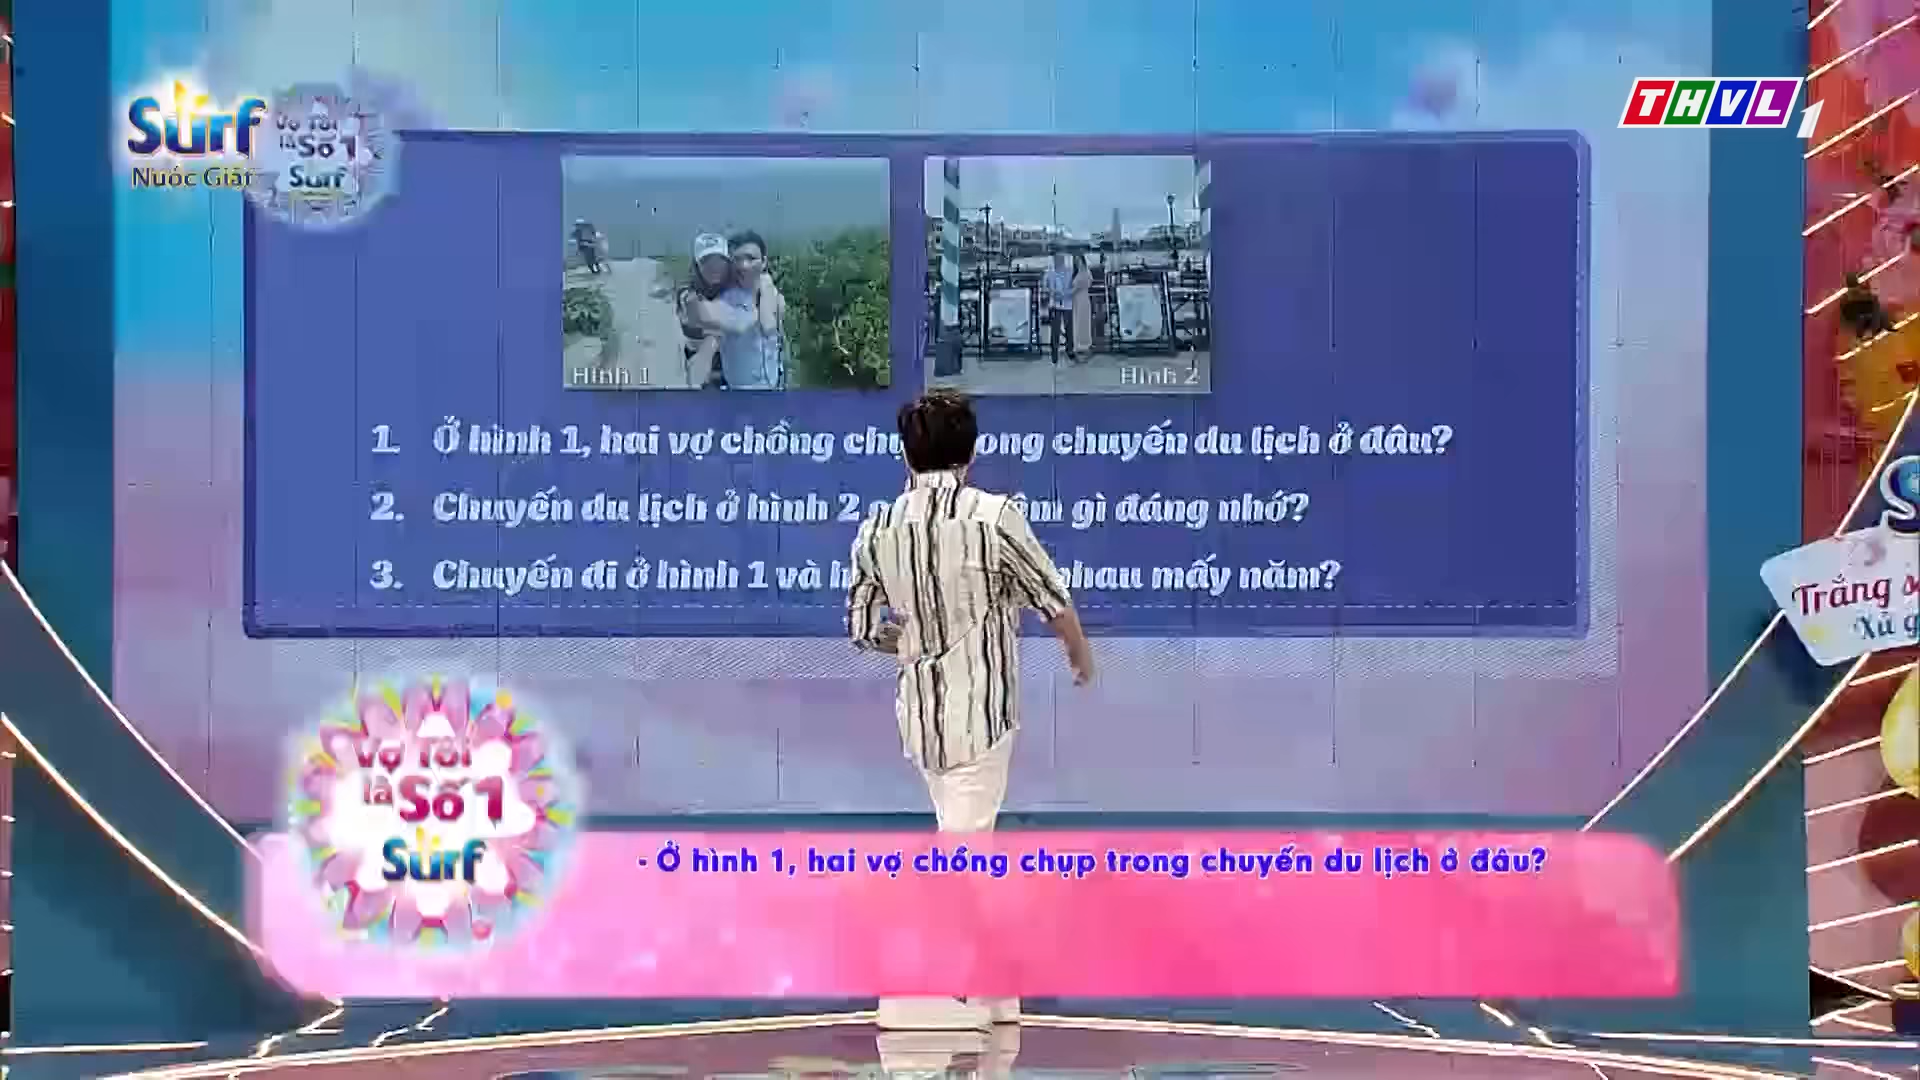 Surf
Nước Giặt
Vợ Tôi
là Số 1
Surf
THVL 1
Hình 1
Hình 2
1. Ở hình 1, hai vợ chồng chụ ong chuyến du lịch ở đâu?
2. Chuyến du lịch ở hình 2 gì đáng nhớ?
3. Chuyến đi ở hình 1 và h nhau mấy năm?
Trắng s
Xả g
Vợ Tôi
là Số 1
Surf
- Ở hình 1, hai vợ chồng chụp trong chuyến du lịch ở đâu?